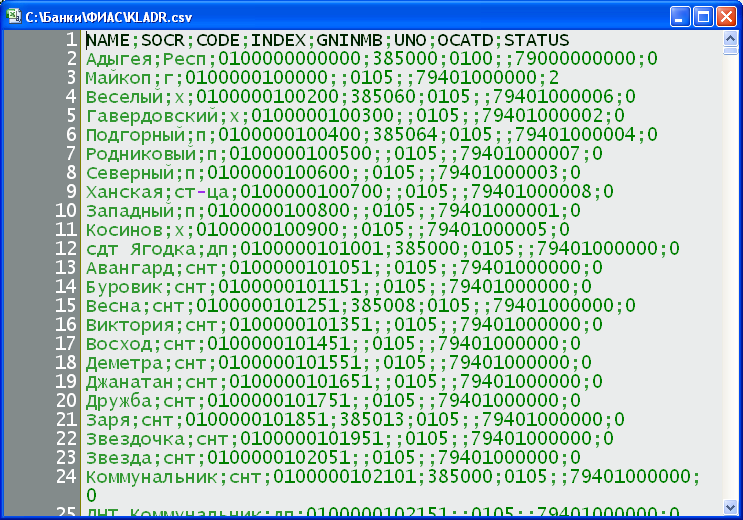 C:\Банки\ФИАС\KLADR.csv
1 NAME;SOCR;CODE;INDEX;GNINMB;UNO;OCATD;STATUS
2 Адыгея;Респ;0100000000000;385000;0100;;79000000000;0
3 Майкоп;г;0100000100000;;0105;;79401000000;2
4 Веселый;х;0100000100200;385060;0105;;79401000006;0
5 Гавердовский;х;0100000100300;;0105;;79401000002;0
6 Подгорный;п;0100000100400;385064;0105;;79401000004;0
7 Родниковый;п;0100000100500;;0105;;79401000007;0
8 Северный;п;0100000100600;;0105;;79401000003;0
9 Ханская;ст-ца;0100000100700;;0105;;79401000008;0
10 Западный;п;0100000100800;;0105;;79401000001;0
11 Косинов;х;0100000100900;;0105;;79401000005;0
12 сдт Ягодка;дп;0100000101001;385000;0105;;79401000000;0
13 Авангард;снт;0100000101051;;0105;;79401000000;0
14 Буровик;снт;0100000101151;;0105;;79401000000;0
15 Весна;снт;0100000101251;385008;0105;;79401000000;0
16 Виктория;снт;0100000101351;;0105;;79401000000;0
17 Восход;снт;0100000101451;;0105;;79401000000;0
18 Деметра;снт;0100000101551;;0105;;79401000000;0
19 Джанатан;снт;0100000101651;;0105;;79401000000;0
20 Дружба;снт;0100000101751;;0105;;79401000000;0
21 Заря;снт;0100000101851;385013;0105;;79401000000;0
22 Звездочка;снт;0100000101951;;0105;;79401000000;0
23 Звезда;снт;0100000102051;;0105;;79401000000;0
24 Коммунальник;снт;0100000102101;385000;0105;;79401000000;
0
25 ДНТ Коммунальник;дп;0100000102151;;0105;;79401000000;0